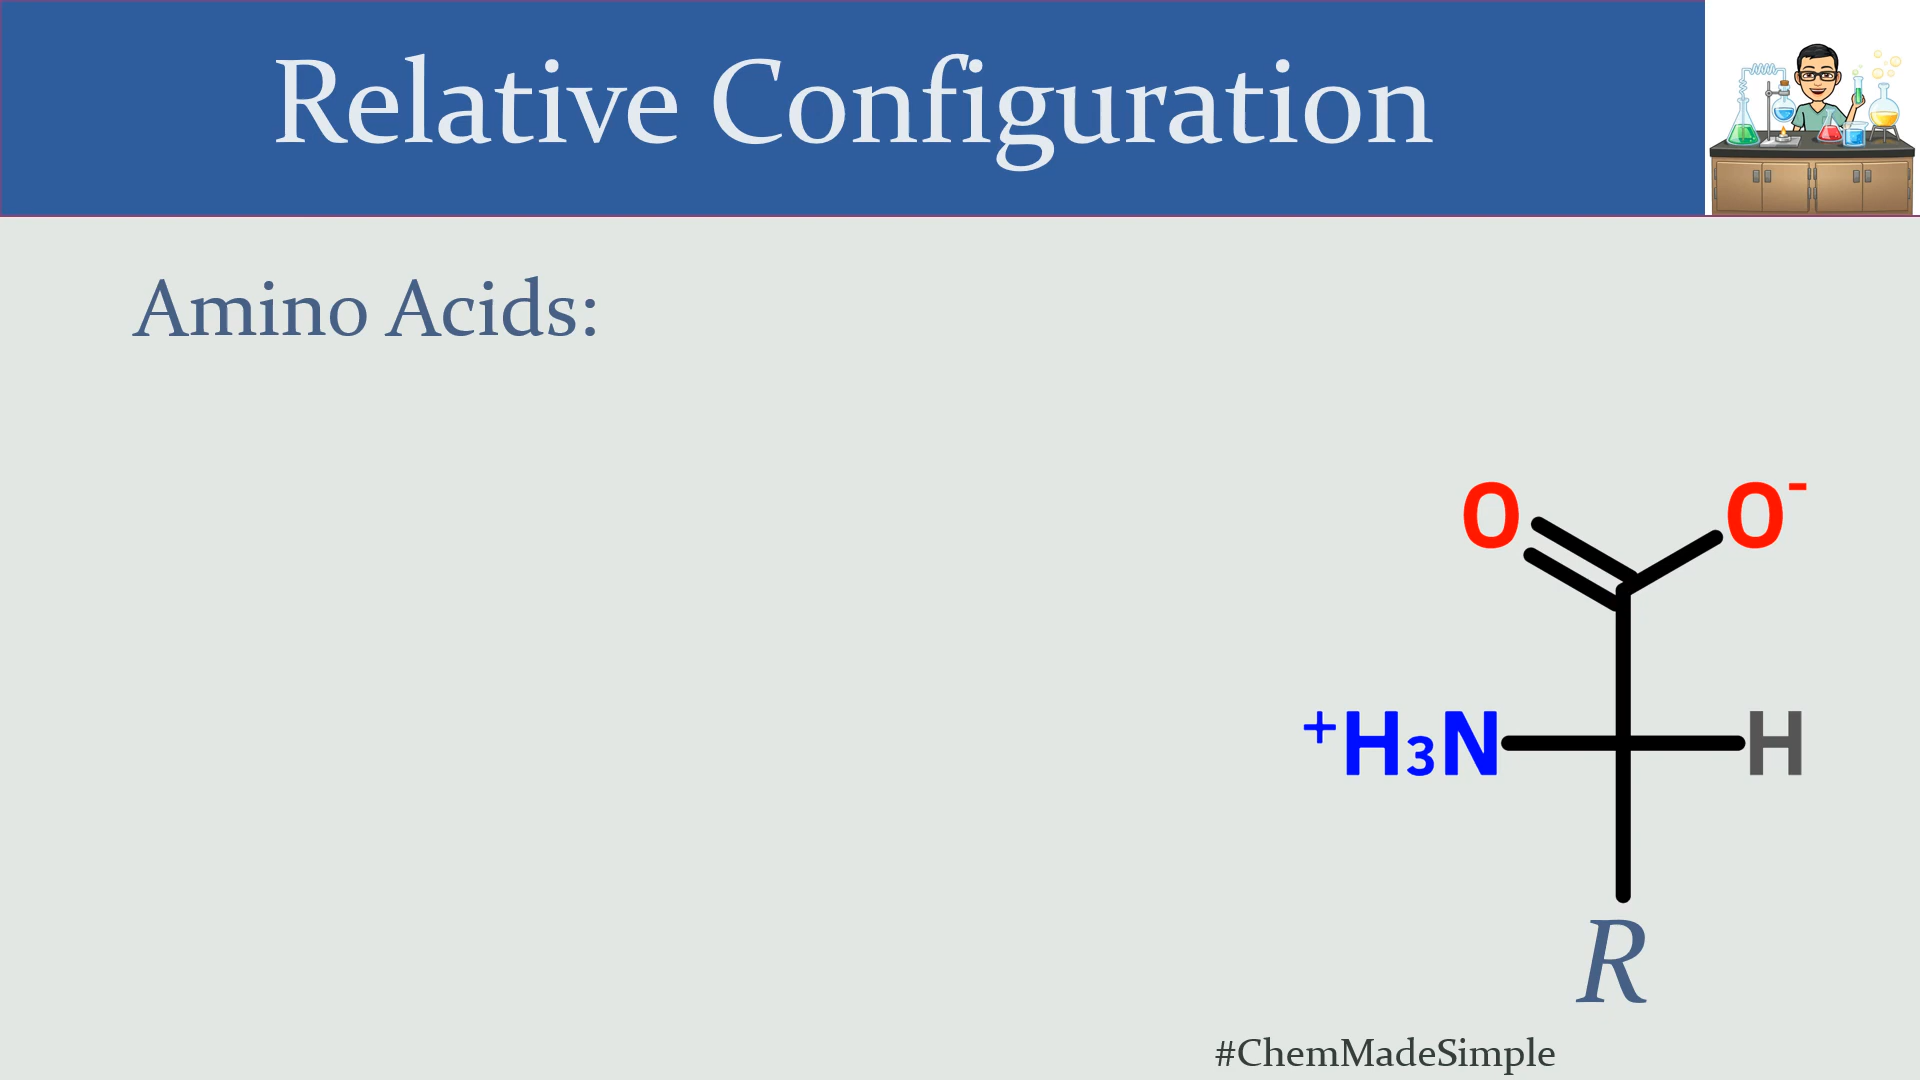 Relative Configuration
Amino Acids:
O O⁻
⁺H₃N H
R
#ChemMadeSimple